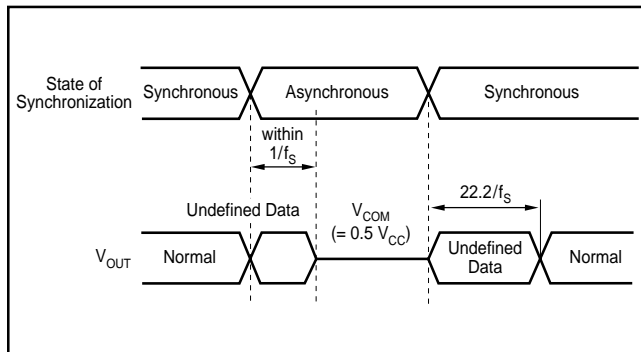 State of
Synchronization
Synchronous
Asynchronous
Synchronous
within
1/fS
22.2/fS
Undefined Data
VCOM
(= 0.5 VCC)
VOUT
Normal
Undefined
Data
Normal